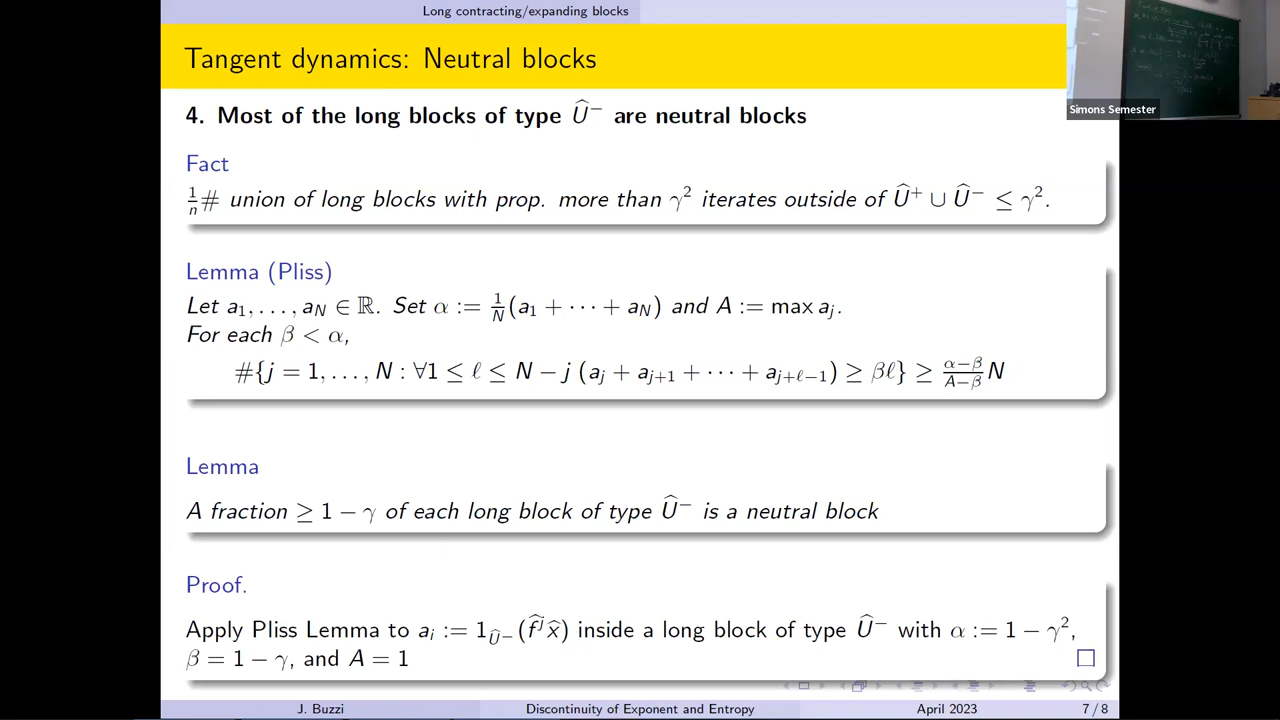 Long contracting/expanding blocks
Tangent dynamics: Neutral blocks
Simons Semester
4. Most of the long blocks of type Û⁻ are neutral blocks
Fact
1/n # union of long blocks with prop. more than γ² iterates outside of Û⁺ ∪ Û⁻ ≤ γ².
Lemma (Pliss)
Let a₁, . . . , a_N ∈ ℝ. Set α := 1/N (a₁ + · · · + a_N) and A := max a_j.
For each β < α,
#{j = 1, . . . , N : ∀1 ≤ ℓ ≤ N − j (a_j + a_{j+1} + · · · + a_{j+ℓ−1}) ≥ βℓ} ≥ (α−β)/(A−β) N
Lemma
A fraction ≥ 1 − γ of each long block of type Û⁻ is a neutral block
Proof.
Apply Pliss Lemma to a_i := 1_{Û⁻}(f̂ʲx̂) inside a long block of type Û⁻ with α := 1 − γ²,
β = 1 − γ, and A = 1
□
J. Buzzi
Discontinuity of Exponent and Entropy
April 2023
7 / 8